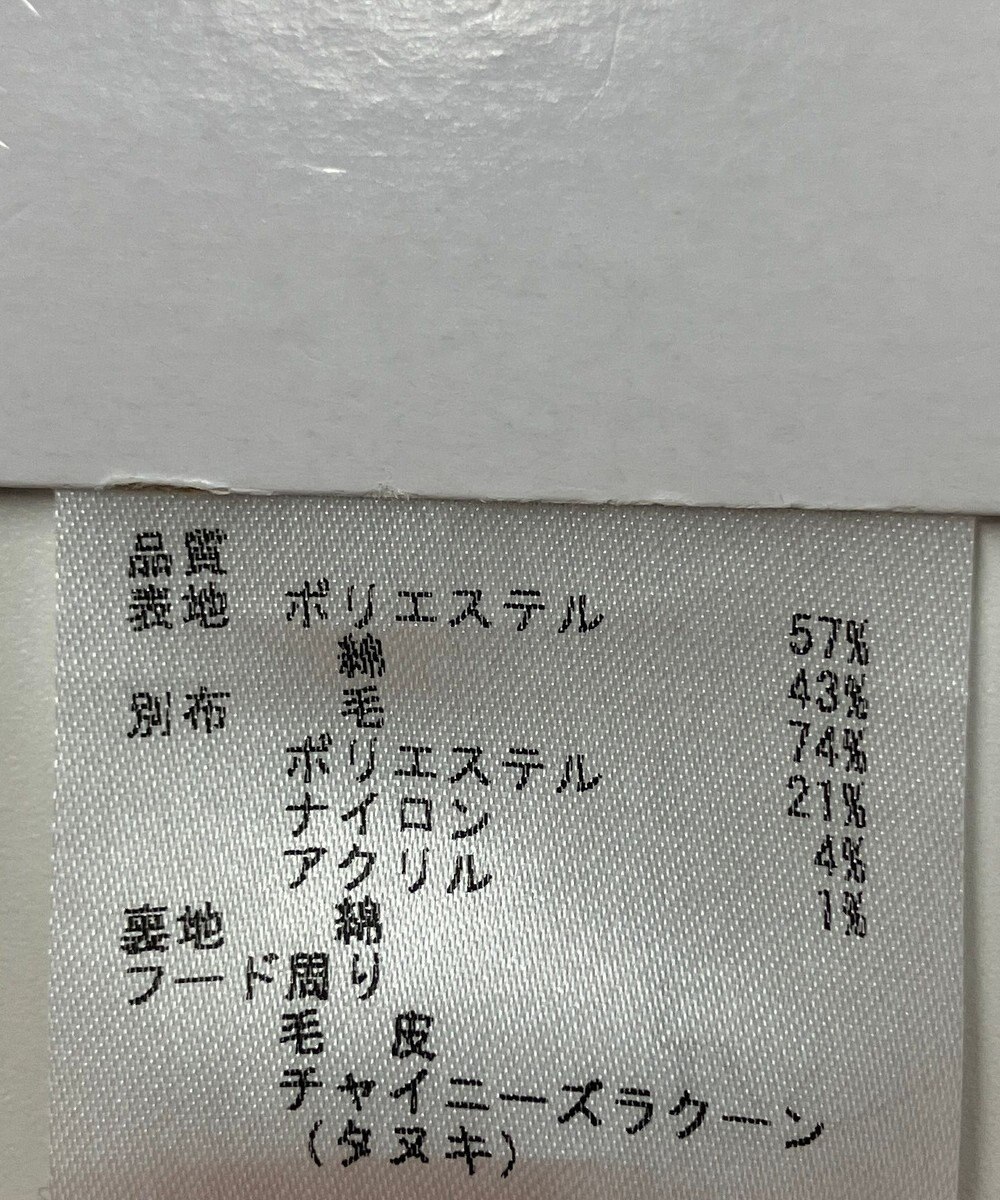 品質
表地 ポリエステル 57%
綿 43%
別布 毛 74%
ポリエステル 21%
ナイロン 4%
アクリル 1%
裏地 綿
フード周り
毛 皮
チャイニーズラクーン
(タヌキ)